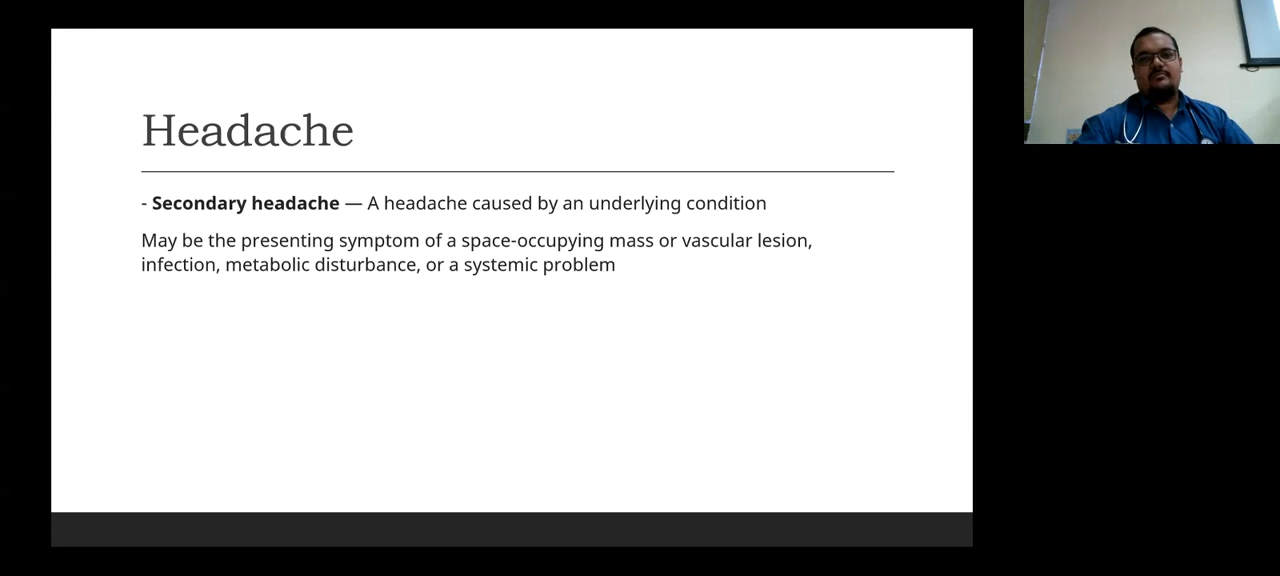 Headache
- Secondary headache — A headache caused by an underlying condition
May be the presenting symptom of a space-occupying mass or vascular lesion,
infection, metabolic disturbance, or a systemic problem